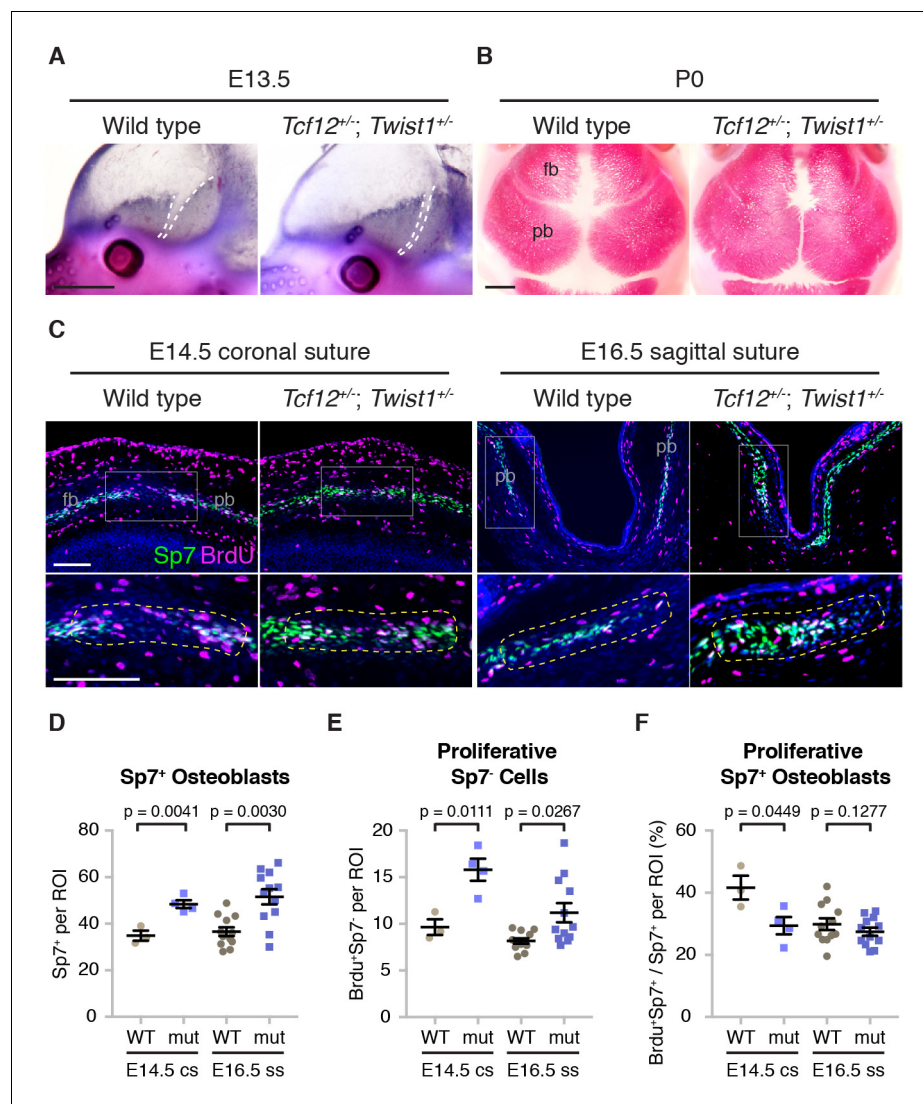 A
E13.5
Wild type
Tcf12+/-; Twist1+/-
B
P0
Wild type
Tcf12+/-; Twist1+/-
fb
pb
C
E14.5 coronal suture
Wild type
Tcf12+/-; Twist1+/-
fb
pb
Sp7 BrdU
E16.5 sagittal suture
Wild type
Tcf12+/-; Twist1+/-
pb
pb
D
Sp7+ Osteoblasts
p = 0.0041
p = 0.0030
Sp7+ per ROI
80
60
40
20
0
WT
mut
WT
mut
E14.5 cs
E16.5 ss
E
Proliferative
Sp7- Cells
p = 0.0111
p = 0.0267
Brdu+Sp7- per ROI
20
15
10
5
0
WT
mut
WT
mut
E14.5 cs
E16.5 ss
F
Proliferative
Sp7+ Osteoblasts
p = 0.0449
p = 0.1277
Brdu+Sp7+ / Sp7+ per ROI (%)
60
40
20
0
WT
mut
WT
mut
E14.5 cs
E16.5 ss